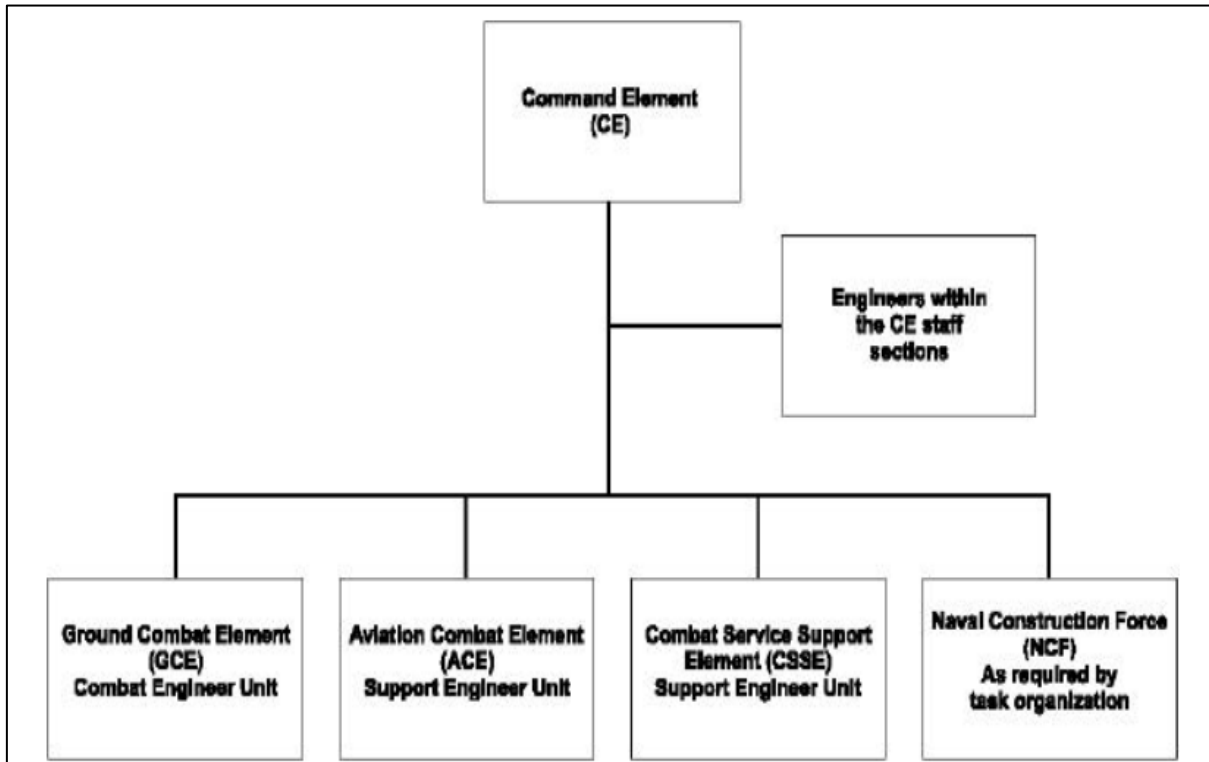 Command Element
(CE)
Engineers within
the CE staff
sections
Ground Combat Element
(GCE)
Combat Engineer Unit
Aviation Combat Element
(ACE)
Support Engineer Unit
Combat Service Support
Element (CSSE)
Support Engineer Unit
Naval Construction Force
(NCF)
As required by
task organization